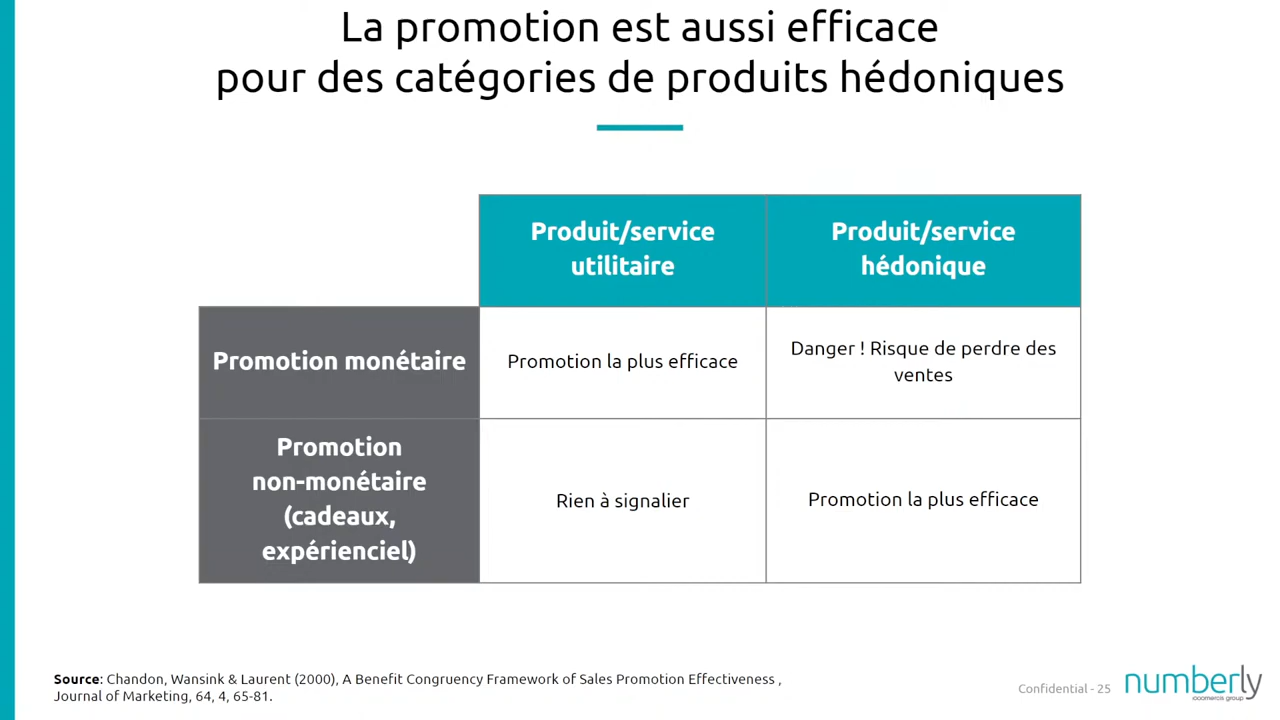 La promotion est aussi efficace
pour des catégories de produits hédoniques
Produit/service
utilitaire
Produit/service
hédonique
Promotion monétaire
Promotion la plus efficace
Danger ! Risque de perdre des
ventes
Promotion
non-monétaire
(cadeaux,
expérienciel)
Rien à signalier
Promotion la plus efficace
Source: Chandon, Wansink & Laurent (2000), A Benefit Congruency Framework of Sales Promotion Effectiveness ,
Journal of Marketing, 64, 4, 65-81.
Confidential - 25
numberly
1000mercis group